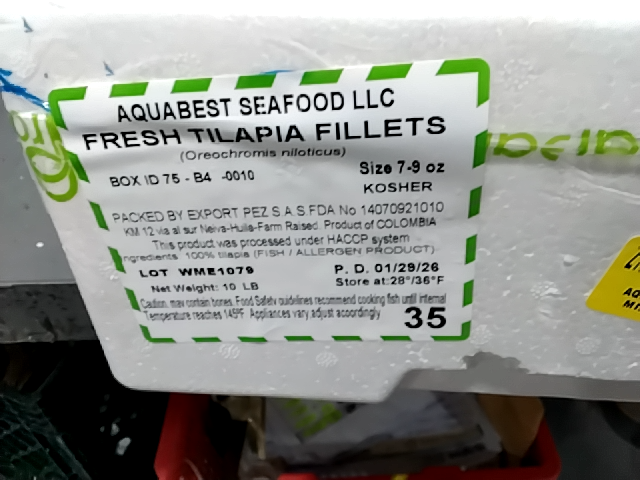 AQUABEST SEAFOOD LLC
FRESH TILAPIA FILLETS
(Oreochromis niloticus)
BOX ID 75 - B4 -0010
Size 7-9 oz
KOSHER
PACKED BY EXPORT PEZ S.A.S.FDA No 14070921010
KM 12 via al sur Neiva-Huila-Farm Raised. Product of COLOMBIA
This product was processed under HACCP system
ngredients 100% tilapia (FISH / ALLERGEN PRODUCT)
LOT WME1079
P. D. 01/29/26
Net Weight: 10 LB
Store at:28°/36°F
Caution, may contain bones. Food Safety guidelines recommend cooking fish until internal
Temperature reaches 145ºF. Appliances vary, adjust accordingly
35